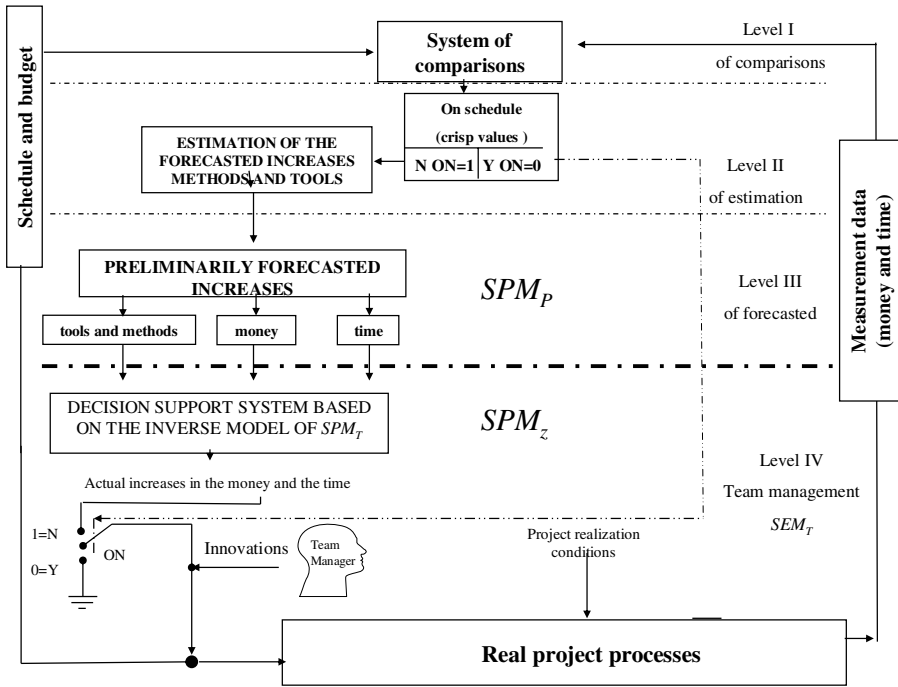 Schedule and budget
System of
comparisons
Level I
of comparisons
On schedule
(crisp values )
N ON=1 Y ON=0
ESTIMATION OF THE
FORECASTED INCREASES
METHODS AND TOOLS
Level II
of estimation
Measurement data
(money and time)
PRELIMINARILY FORECASTED
INCREASES
SPM_P
Level III
of forecasted
tools and methods
money
time
DECISION SUPPORT SYSTEM BASED
ON THE INVERSE MODEL OF SPM_T
SPM_z
Level IV
Team management
SEM_T
Actual increases in the money and the time
1=N
ON
0=Y
Innovations
Team
Manager
Project realization
conditions
Real project processes